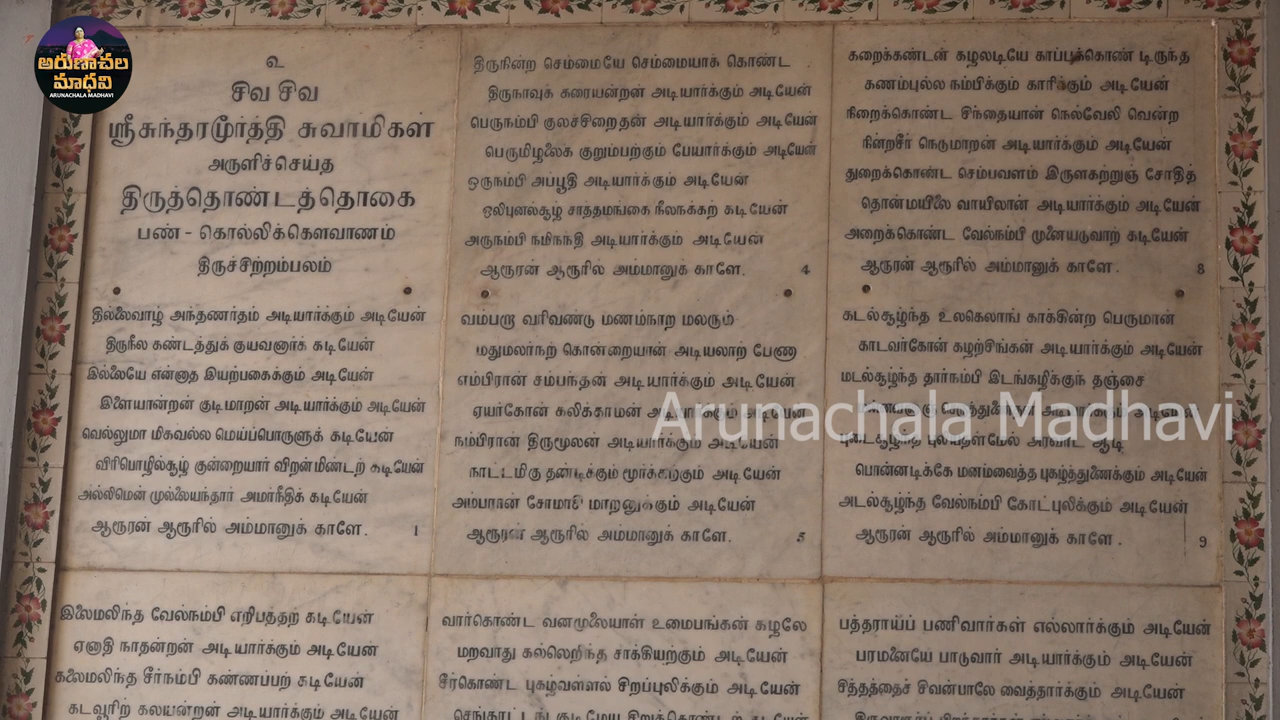 అరుణాచల
మాధవి
ARUNACHALA MADHAVI
உ
சிவ சிவ
ஸ்ரீசுந்தரமூர்த்தி சுவாமிகள்
அருளிச்செய்த
திருத்தொண்டத்தொகை
பண் - கொல்லிக்கௌவாணம்
திருச்சிற்றம்பலம்
தில்லைவாழ் அந்தணர்தம் அடியார்க்கும் அடியேன்
திருநீல கண்டத்துக் குயவனார்க் கடியேன்
இல்லையே என்னாத இயற்பகைக்கும் அடியேன்
இளையான்றன் குடிமாறன் அடியார்க்கும் அடியேன்
வெல்லுமா மிகவல்ல மெய்ப்பொருளுக் கடியேன்
விரிபொழில்சூழ் குன்றையார் விறன்மிண்டற் கடியேன்
அல்லிமென் முல்லையந்தார் அமர்நீதிக் கடியேன்
ஆரூரன் ஆரூரில் அம்மானுக் காளே. 1
இலைமலிந்த வேல்நம்பி எறிபத்தற் கடியேன்
ஏனாதி நாதன்றன் அடியார்க்கும் அடியேன்
கலைமலிந்த சீர்நம்பி கண்ணப்பற் கடியேன்
கடவூரிற் கலயன்றன் அடியார்க்கும் அடியேன்
திருநின்ற செம்மையே செம்மையாக் கொண்ட
திருநாவுக் கரையன்றன் அடியார்க்கும் அடியேன்
பெருநம்பி குலச்சிறைதன் அடியார்க்கும் அடியேன்
பெருமிழலைக் குறும்பற்கும் பேயார்க்கும் அடியேன்
ஒருநம்பி அப்பூதி அடியார்க்கும் அடியேன்
ஒலிபுனல்சூழ் சாத்தமங்கை நீலநக்கற் கடியேன்
அருநம்பி நமிநந்தி அடியார்க்கும் அடியேன்
ஆரூரன் ஆரூரில் அம்மானுக் காளே. 4
வம்பறா வரிவண்டு மணம்நாற மலரும்
மதுமலர்நற் கொன்றையான் அடியலாற் பேணா
எம்பிரான் சம்பந்தன் அடியார்க்கும் அடியேன்
ஏயர்கோன் கலிக்காமன் அடியார்க்கும் அடியேன்
நம்பிரான் திருமூலன் அடியார்க்கும் அடியேன்
நாட்டமிகு தண்டிக்கும் மூர்க்கற்கும் அடியேன்
அம்பரான் சோமாசி மாறனுக்கும் அடியேன்
ஆரூரன் ஆரூரில் அம்மானுக் காளே. 5
வார்கொண்ட வனமுலையாள் உமைபங்கன் கழலே
மறவாது கல்லெறிந்த சாக்கியற்கும் அடியேன்
சீர்கொண்ட புகழ்வள்ளல் சிறப்புலிக்கும் அடியேன்
கறைக்கண்டன் கழலடியே காப்புக்கொண் டிருந்த
கணம்புல்ல நம்பிக்கும் காரிக்கும் அடியேன்
நிறைக்கொண்ட சிந்தையான் நெல்வேலி வென்ற
நின்றசீர் நெடுமாறன் அடியார்க்கும் அடியேன்
துறைக்கொண்ட செம்பவளம் இருளகற்றுஞ் சோதித்
தொன்மயிலை வாயிலான் அடியார்க்கும் அடியேன்
அறைக்கொண்ட வேல்நம்பி முனையடுவாற் கடியேன்
ஆரூரன் ஆரூரில் அம்மானுக் காளே. 8
கடல்சூழ்ந்த உலகெலாங் காக்கின்ற பெருமான்
காடவர்கோன் கழற்சிங்கன் அடியார்க்கும் அடியேன்
மடல்சூழ்ந்த தார்நம்பி இடங்கழிக்குந் தஞ்சை
புடைசூழ்ந்த புலியதள்மேல் அரவாட ஆடி
பொன்னடிக்கே மனம்வைத்த புகழ்த்துணைக்கும் அடியேன்
அடல்சூழ்ந்த வேல்நம்பி கோட்புலிக்கும் அடியேன்
ஆரூரன் ஆரூரில் அம்மானுக் காளே. 9
பத்தராய்ப் பணிவார்கள் எல்லார்க்கும் அடியேன்
பரமனையே பாடுவார் அடியார்க்கும் அடியேன்
சித்தத்தைச் சிவன்பாலே வைத்தார்க்கும் அடியேன்
Arunachala Madhavi